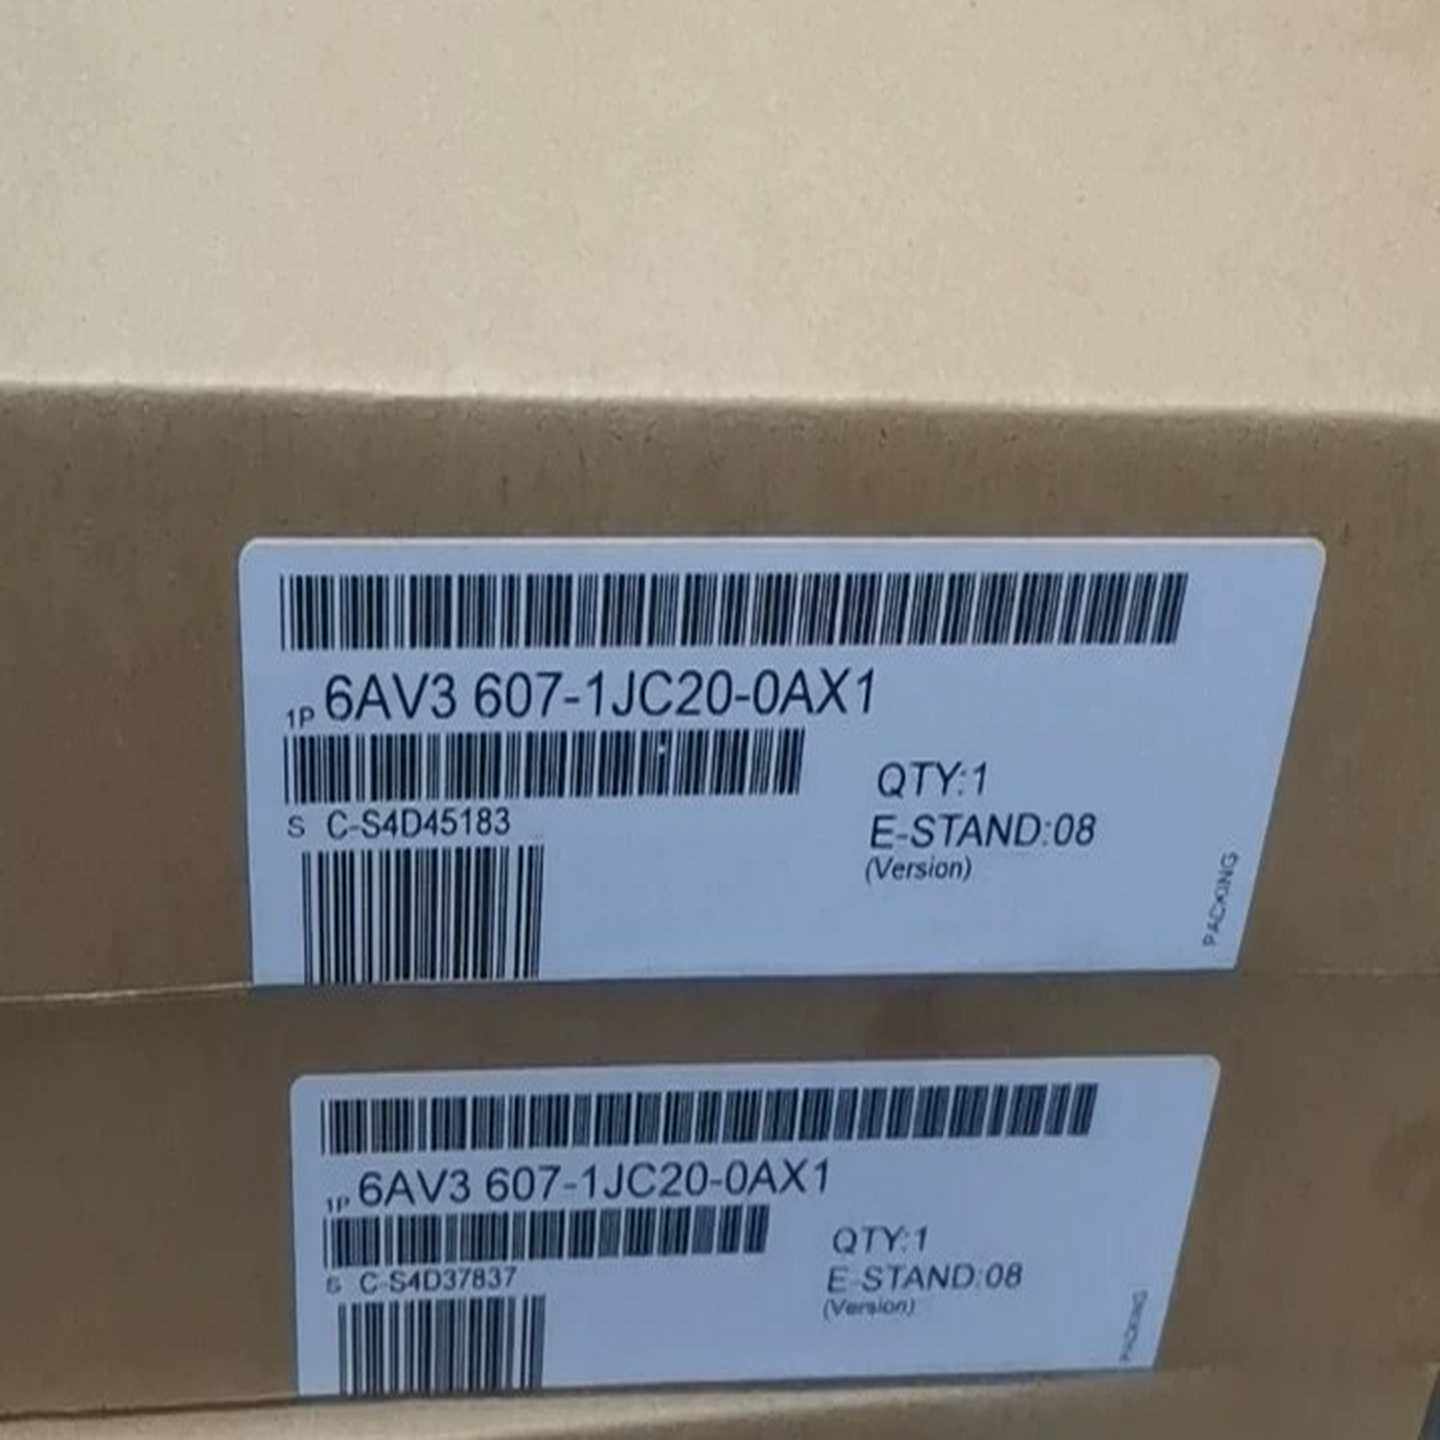 1P 6AV3 607-1JC20-0AX1
S C-S4D45183
QTY:1
E-STAND:08
(Version)
PACKING
1P 6AV3 607-1JC20-0AX1
S C-S4D37837
QTY:1
E-STAND:08
(Version)
PACKING